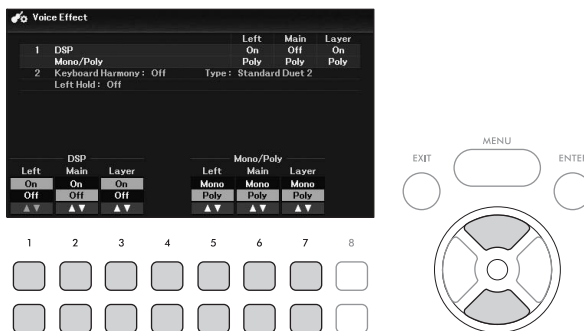 Voice Effect
Left Main Layer
1 DSP On Off On
Mono/Poly Poly Poly Poly
2 Keyboard Harmony: Off Type: Standard Duet 2
Left Hold: Off
DSP Mono/Poly
Left Main Layer Left Main Layer
On On On Mono Mono Mono
Off Off Off Poly Poly Poly
1 2 3 4 5 6 7 8
EXIT MENU ENTER